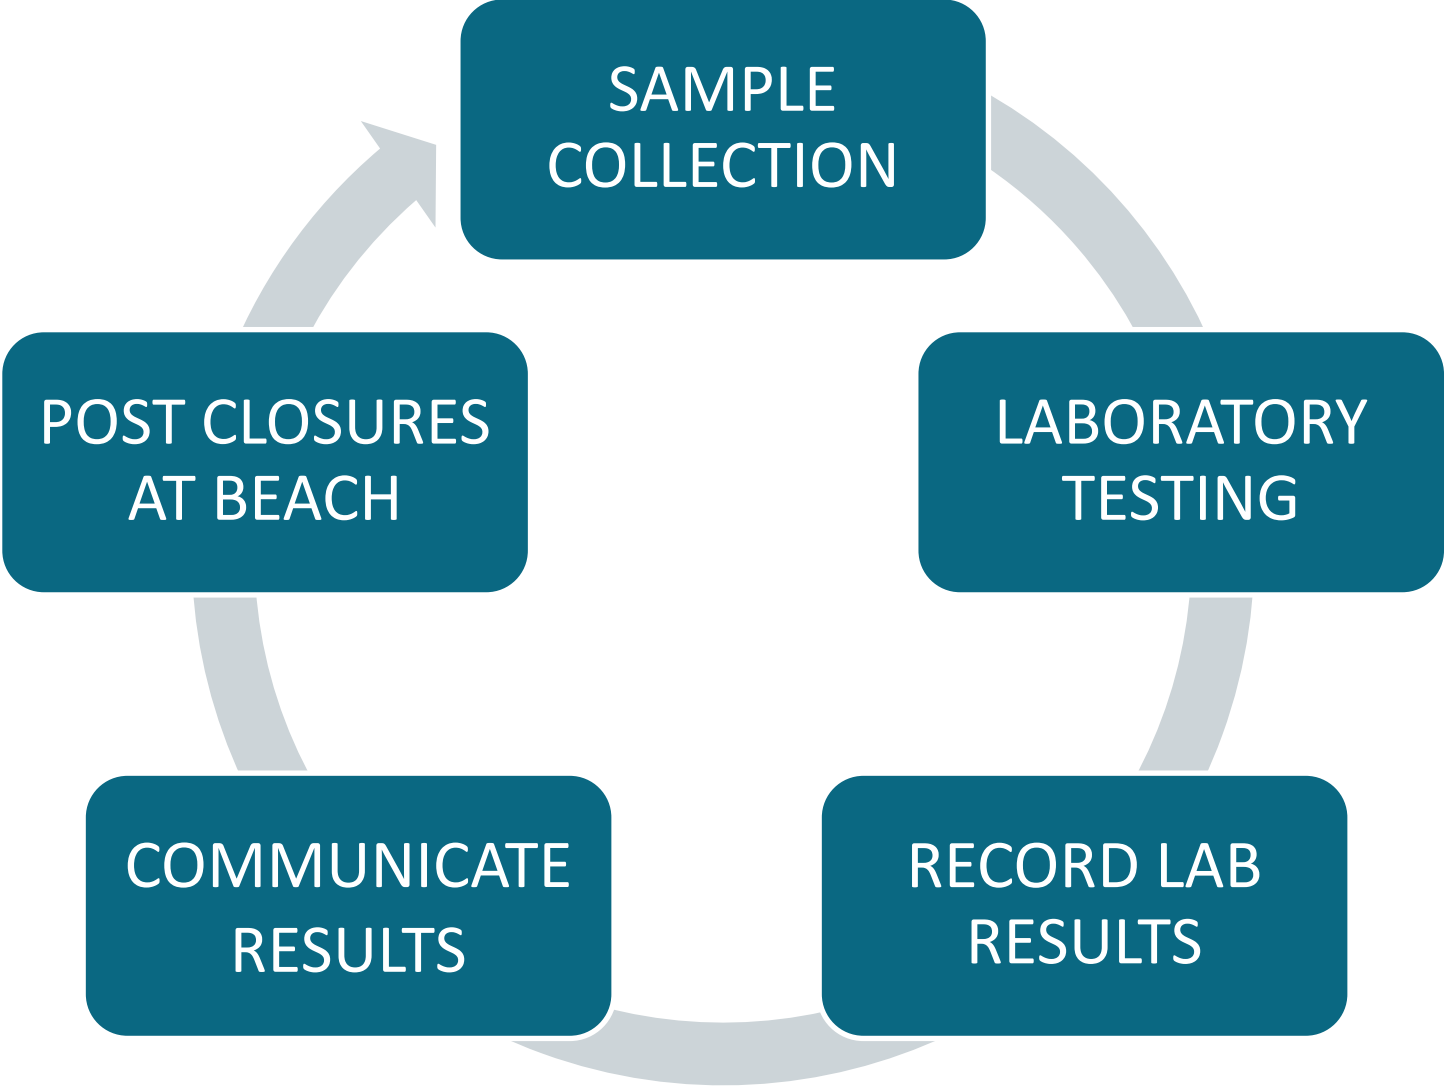 SAMPLE
COLLECTION
LABORATORY
TESTING
RECORD LAB
RESULTS
COMMUNICATE
RESULTS
POST CLOSURES
AT BEACH